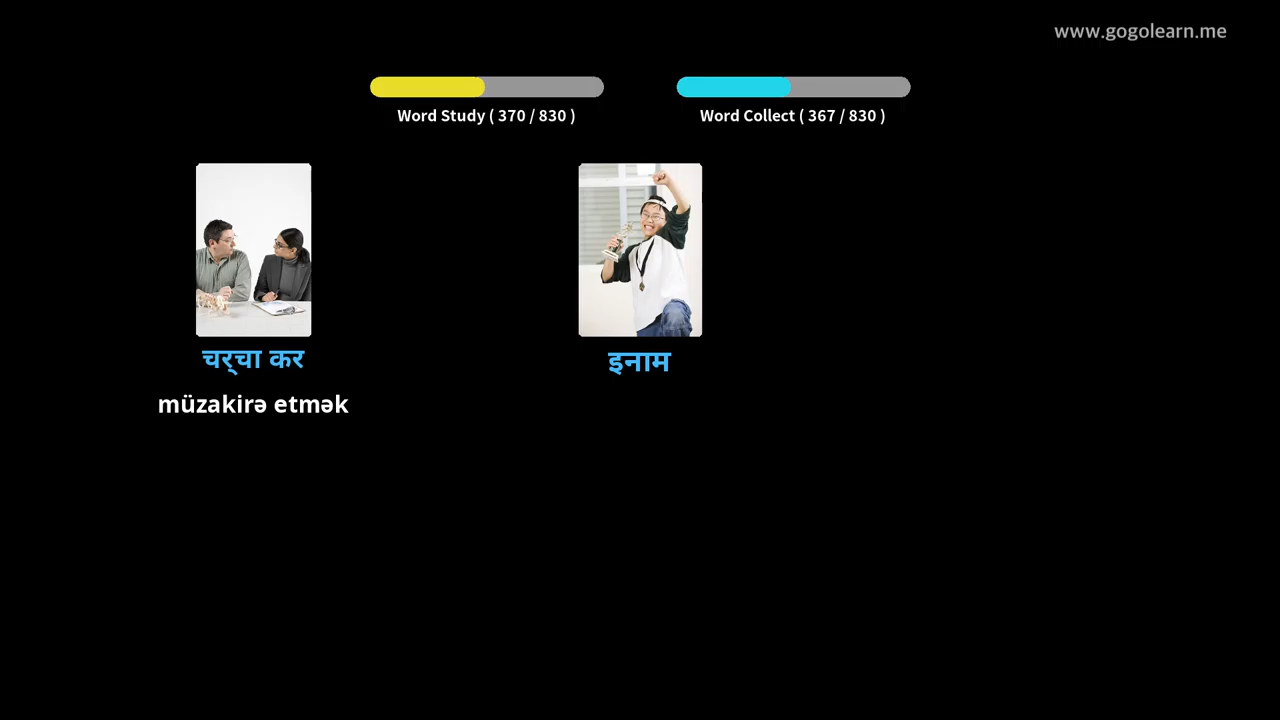 www.gogolearn.me
Word Study ( 370 / 830 )
Word Collect ( 367 / 830 )
चर्‌चा कर
इनाम
müzakirə etmək